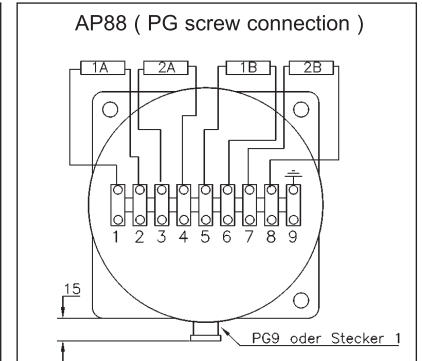 AP88 ( PG screw connection )
1A 2A 1B 2B
1 2 3 4 5 6 7 8 9
15
PG9 oder Stecker 1